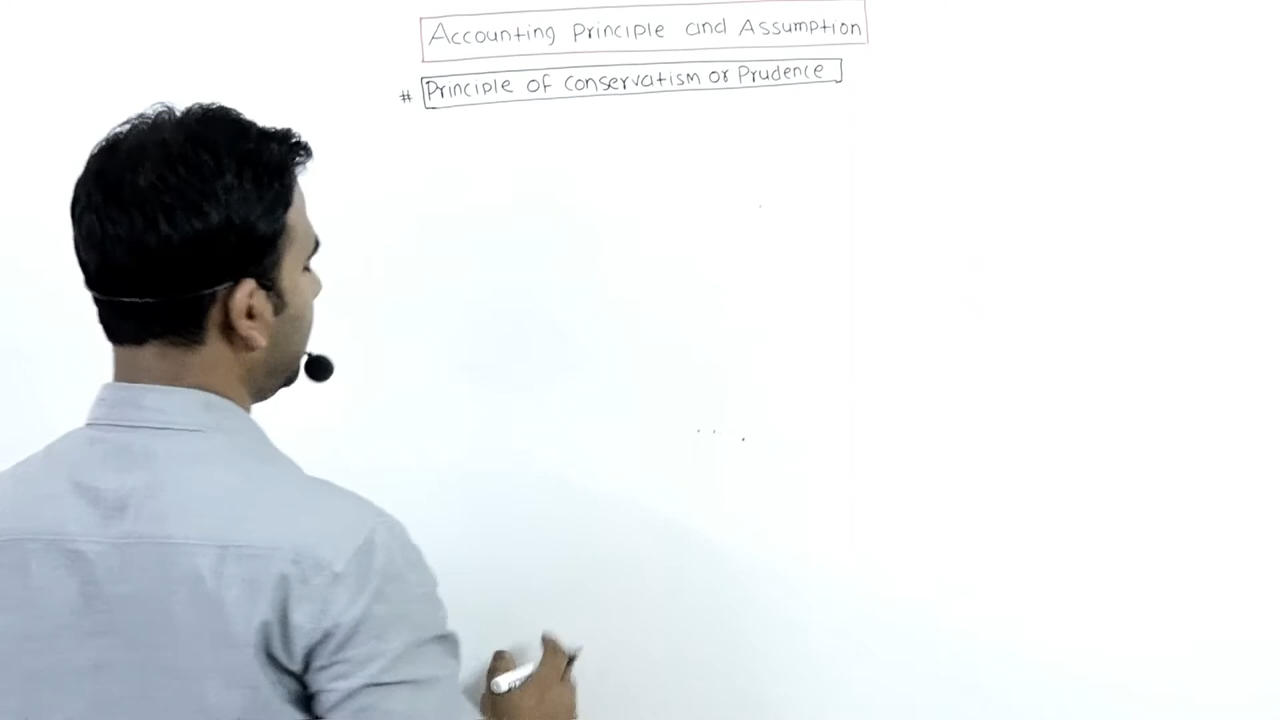 Accounting Principle and Assumption
# Principle of Conservatism or Prudence